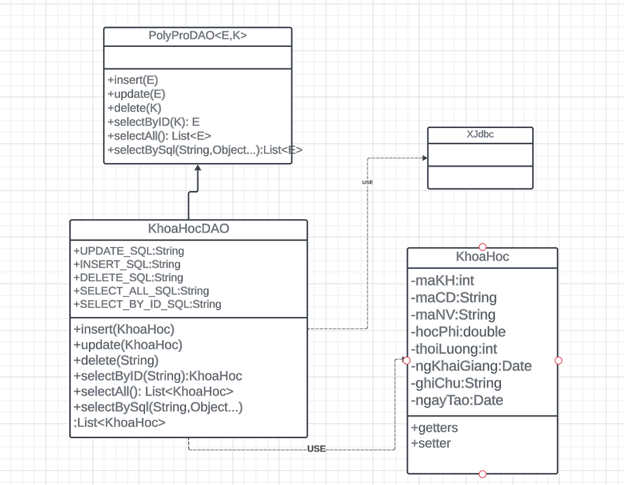 PolyProDAO<E,K>
+insert(E)
+update(E)
+delete(K)
+selectByID(K): E
+selectAll(): List<E>
+selectBySql(String,Object...):List<E>
XJdbc
USE
KhoaHocDAO
+UPDATE_SQL:String
+INSERT_SQL:String
+DELETE_SQL:String
+SELECT_ALL_SQL:String
+SELECT_BY_ID_SQL:String
+insert(KhoaHoc)
+update(KhoaHoc)
+delete(String)
+selectByID(String):KhoaHoc
+selectAll(): List<KhoaHoc>
+selectBySql(String,Object...)
:List<KhoaHoc>
USE
KhoaHoc
-maKH:int
-maCD:String
-maNV:String
-hocPhi:double
-thoiLuong:int
-ngKhaiGiang:Date
-ghiChu:String
-ngayTao:Date
+getters
+setter